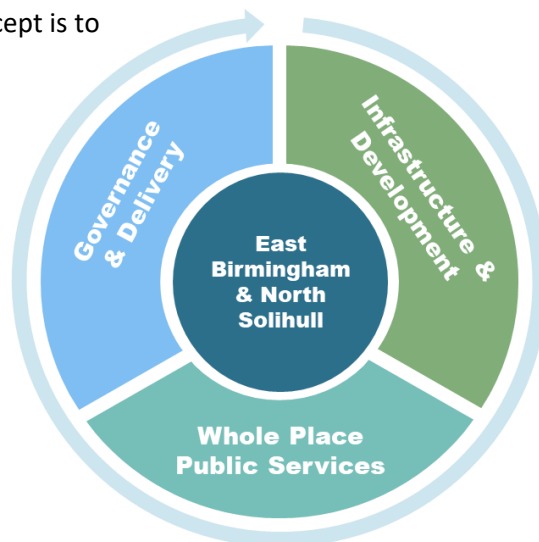 cept is to
Governance
& Delivery
Infrastructure &
Development
East
Birmingham
& North
Solihull
Whole Place
Public Services